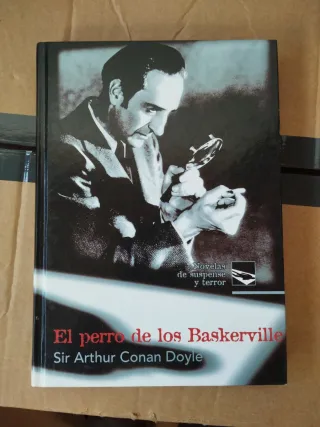 Novelas
de suspense
y terror
El perro de los Baskerville
Sir Arthur Conan Doyle